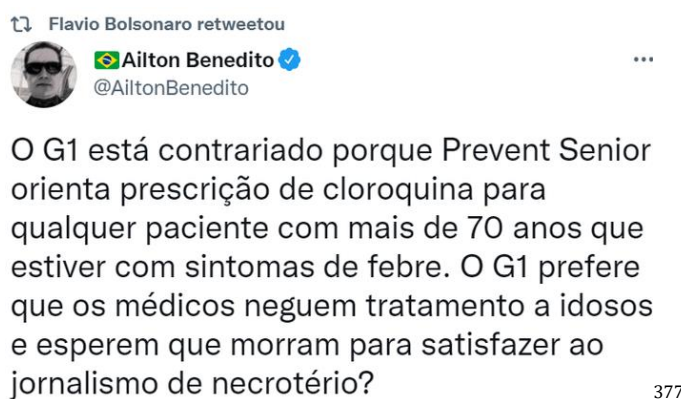 Flavio Bolsonaro retweetou
Ailton Benedito
@AiltonBenedito
O G1 está contrariado porque Prevent Senior
orienta prescrição de cloroquina para
qualquer paciente com mais de 70 anos que
estiver com sintomas de febre. O G1 prefere
que os médicos neguem tratamento a idosos
e esperem que morram para satisfazer ao
jornalismo de necrotério?
377